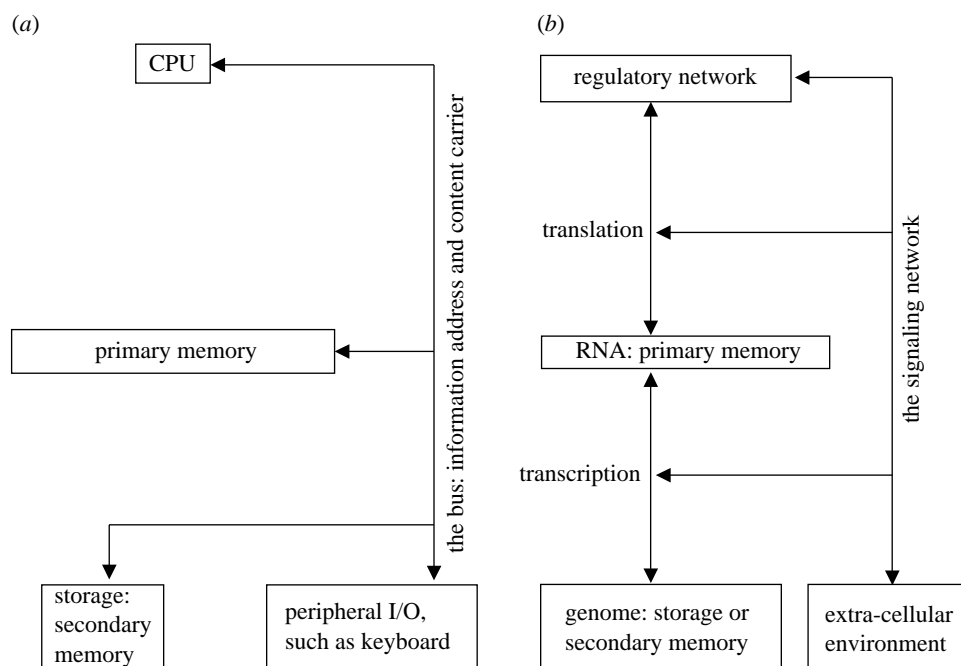 (a)
CPU
primary memory
the bus: information address and content carrier
storage:
secondary
memory
peripheral I/O,
such as keyboard
(b)
regulatory network
translation
RNA: primary memory
the signaling network
transcription
genome: storage or
secondary memory
extra-cellular
environment